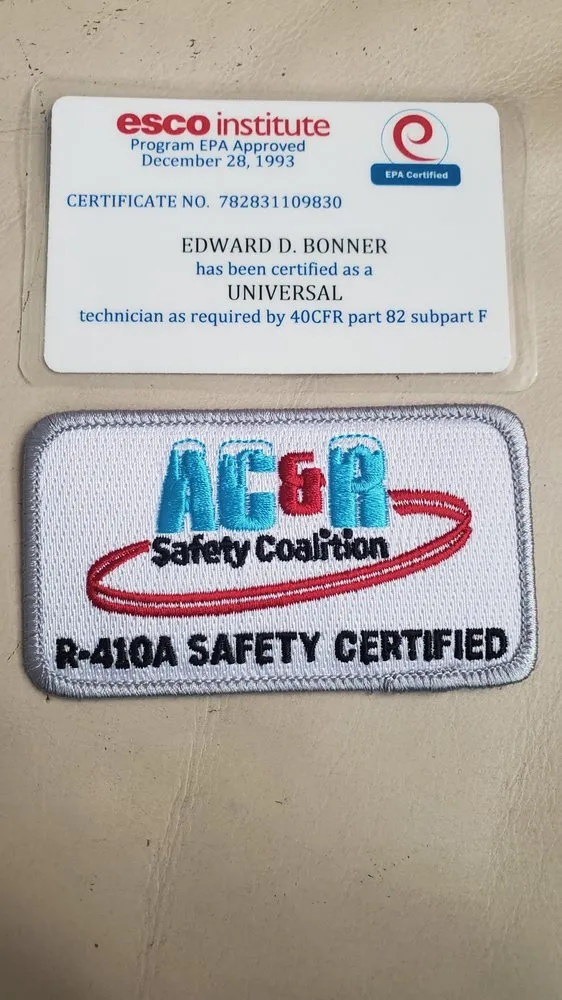 esco institute
Program EPA Approved
December 28, 1993
e
EPA Certified
CERTIFICATE NO. 782831109830
EDWARD D. BONNER
has been certified as a
UNIVERSAL
technician as required by 40CFR part 82 subpart F
AC&R
Safety Coalition
R-410A SAFETY CERTIFIED